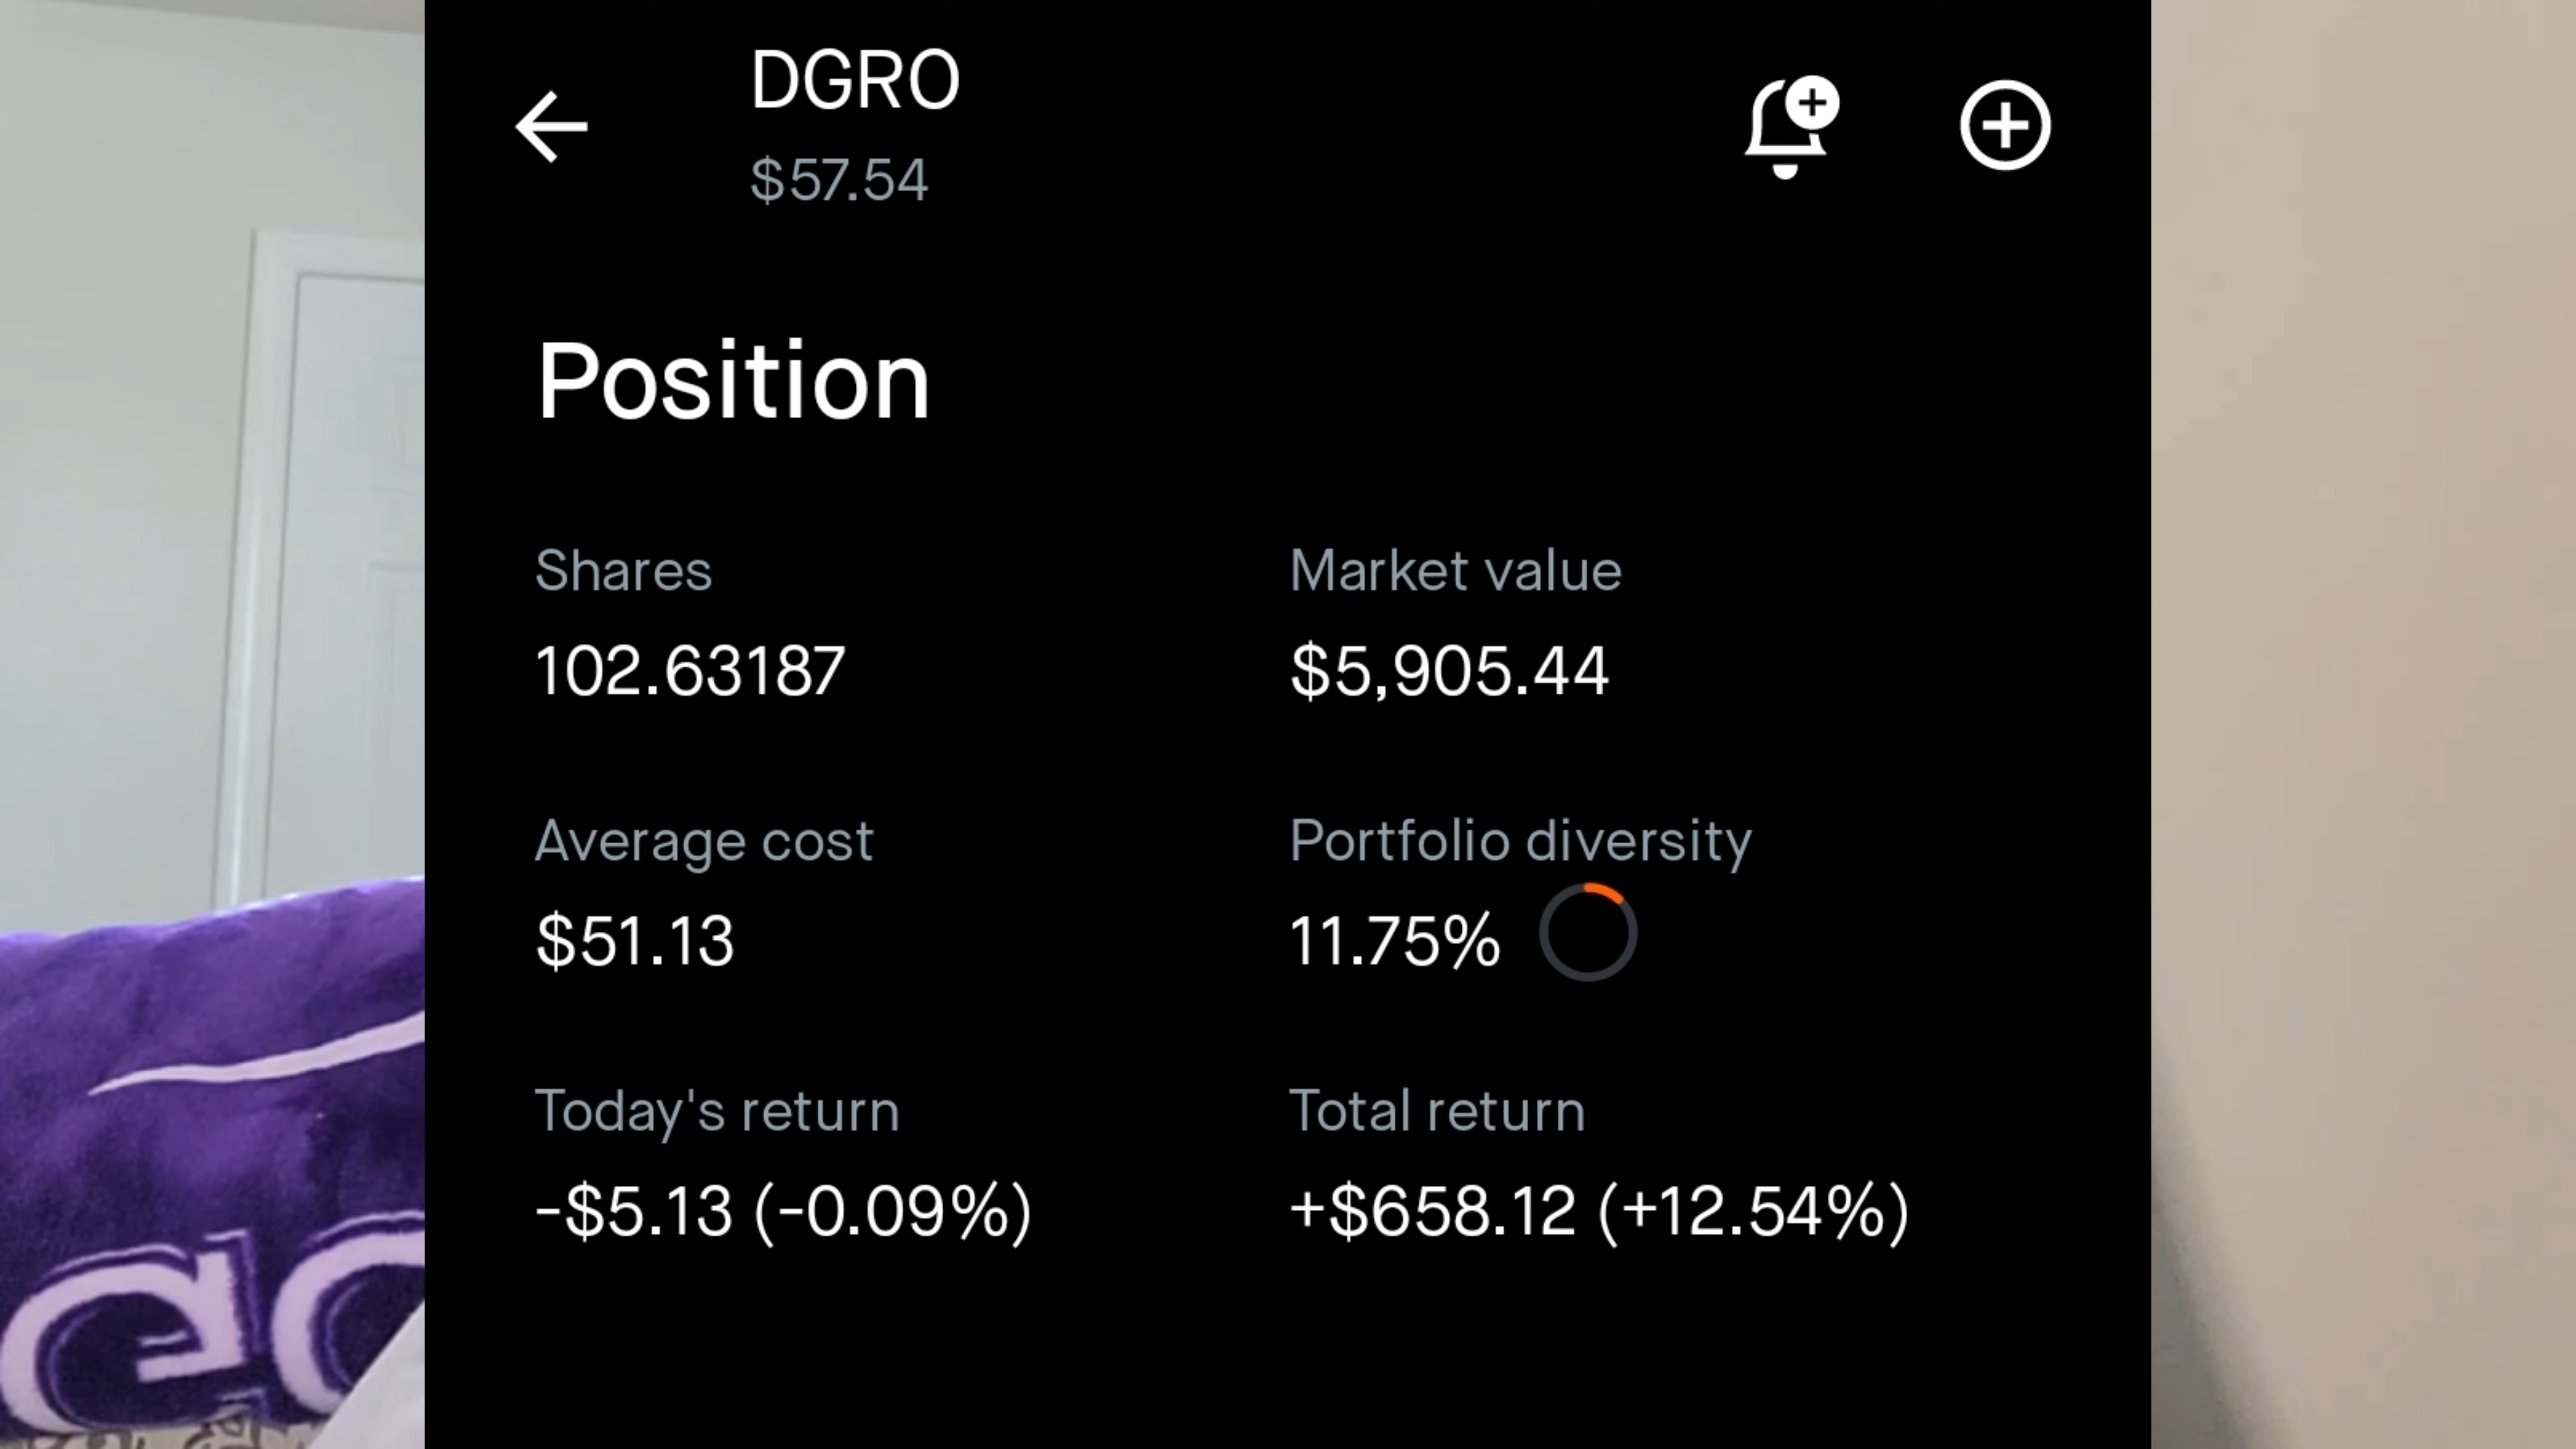 DGRO
$57.54
Position
Shares
Market value
102.63187
$5,905.44
Average cost
Portfolio diversity
$51.13
11.75%
Today's return
Total return
-$5.13 (-0.09%)
+$658.12 (+12.54%)